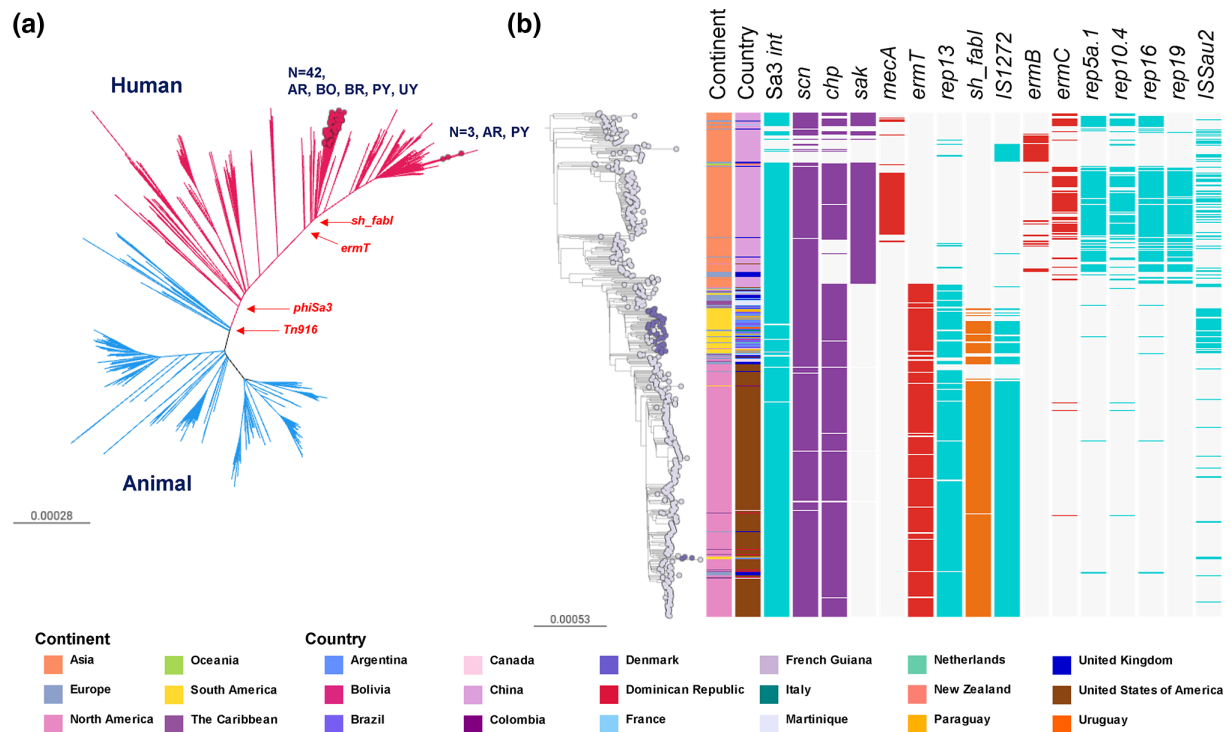 (a)
Human
N=42,
AR, BO, BR, PY, UY
N=3, AR, PY
sh_fabI
ermT
phiSa3
Tn916
Animal
0.00028
(b)
Continent
Country
Sa3 int
scn
chp
sak
mecA
ermT
rep13
sh_fabI
IS1272
ermB
ermC
rep5a.1
rep10.4
rep16
rep19
ISSau2
0.00053
Continent
Asia
Europe
North America
Oceania
South America
The Caribbean
Country
Argentina
Bolivia
Brazil
Canada
China
Colombia
Denmark
Dominican Republic
France
French Guiana
Italy
Martinique
Netherlands
New Zealand
Paraguay
United Kingdom
United States of America
Uruguay